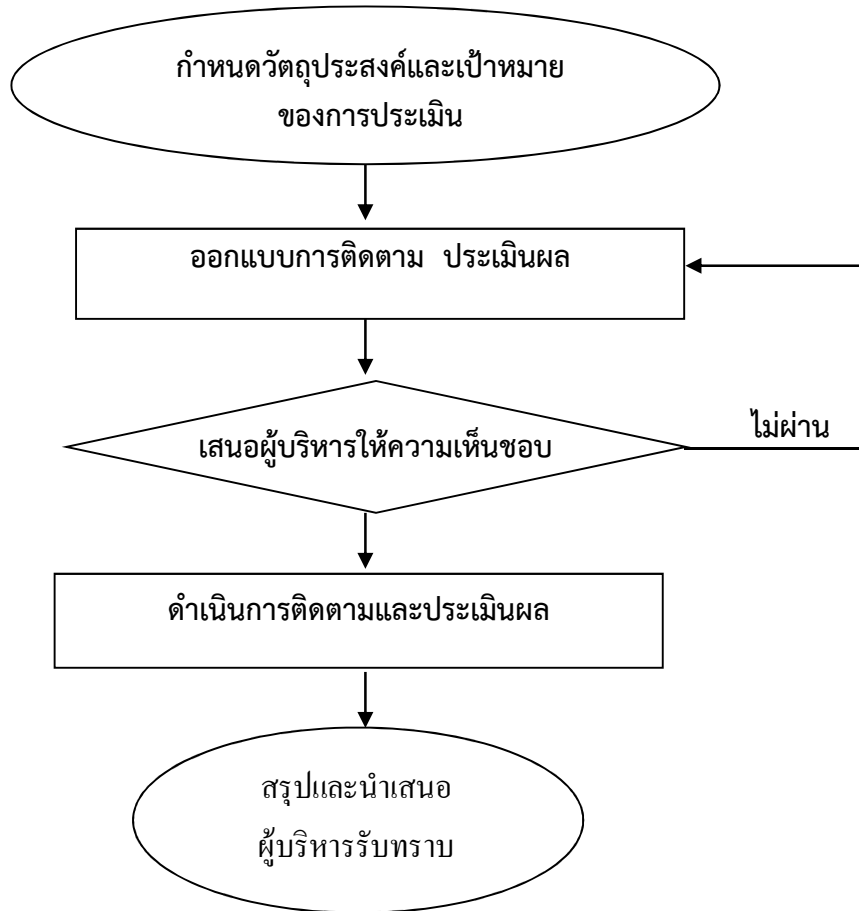 กำหนดวัตถุประสงค์และเป้าหมาย
ของการประเมิน
ออกแบบการติดตาม ประเมินผล
เสนอผู้บริหารให้ความเห็นชอบ
ไม่ผ่าน
ดำเนินการติดตามและประเมินผล
สรุปและนำเสนอ
ผู้บริหารรับทราบ